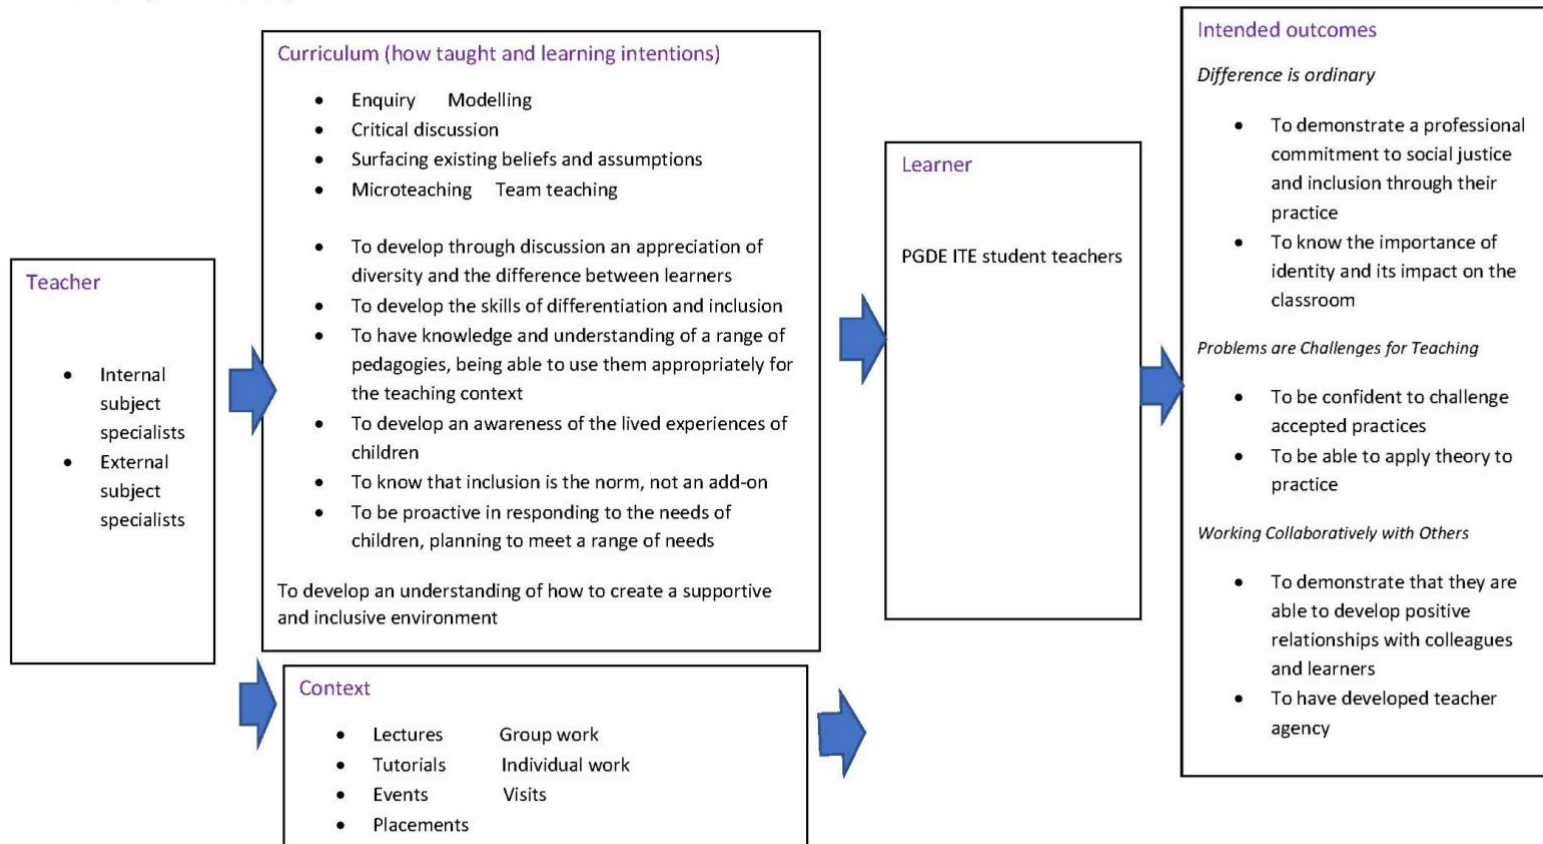 Teacher
• Internal
subject
specialists
• External
subject
specialists
Curriculum (how taught and learning intentions)
• Enquiry Modelling
• Critical discussion
• Surfacing existing beliefs and assumptions
• Microteaching Team teaching
• To develop through discussion an appreciation of
diversity and the difference between learners
• To develop the skills of differentiation and inclusion
• To have knowledge and understanding of a range of
pedagogies, being able to use them appropriately for
the teaching context
• To develop an awareness of the lived experiences of
children
• To know that inclusion is the norm, not an add-on
• To be proactive in responding to the needs of
children, planning to meet a range of needs
To develop an understanding of how to create a supportive
and inclusive environment
Context
• Lectures Group work
• Tutorials Individual work
• Events Visits
• Placements
Learner
PGDE ITE student teachers
Intended outcomes
Difference is ordinary
• To demonstrate a professional
commitment to social justice
and inclusion through their
practice
• To know the importance of
identity and its impact on the
classroom
Problems are Challenges for Teaching
• To be confident to challenge
accepted practices
• To be able to apply theory to
practice
Working Collaboratively with Others
• To demonstrate that they are
able to develop positive
relationships with colleagues
and learners
• To have developed teacher
agency